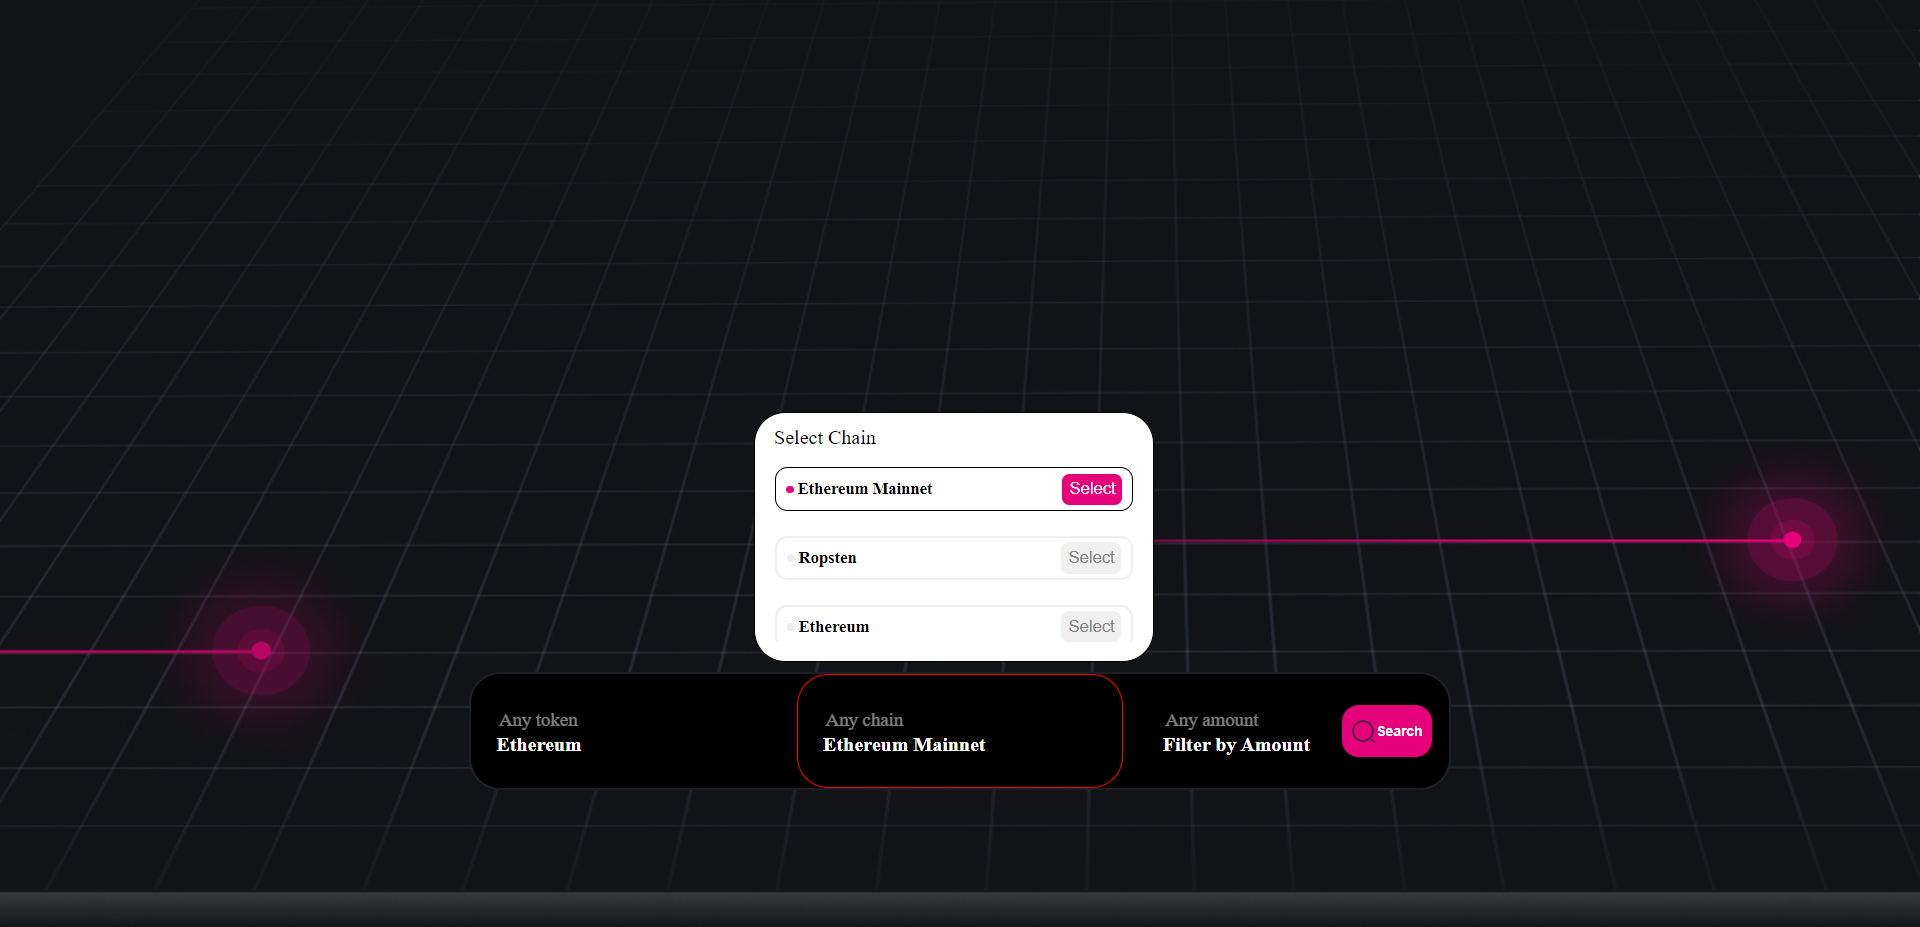 Select Chain
Ethereum Mainnet Select
Ropsten Select
Ethereum Select
Any token
Ethereum
Any chain
Ethereum Mainnet
Any amount
Filter by Amount
Search